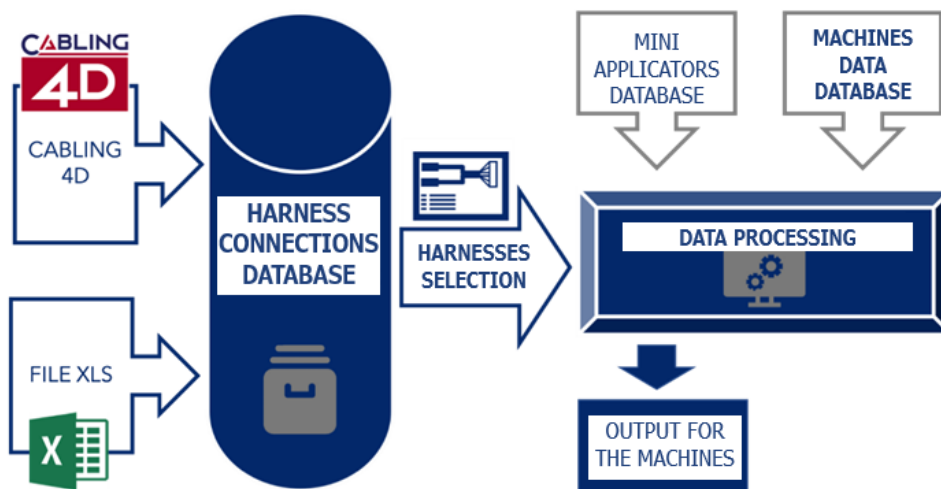 CABLING
4D
CABLING
4D
FILE XLS
X
HARNESS
CONNECTIONS
DATABASE
HARNESSES
SELECTION
MINI
APPLICATORS
DATABASE
MACHINES
DATA
DATABASE
DATA PROCESSING
OUTPUT FOR
THE MACHINES